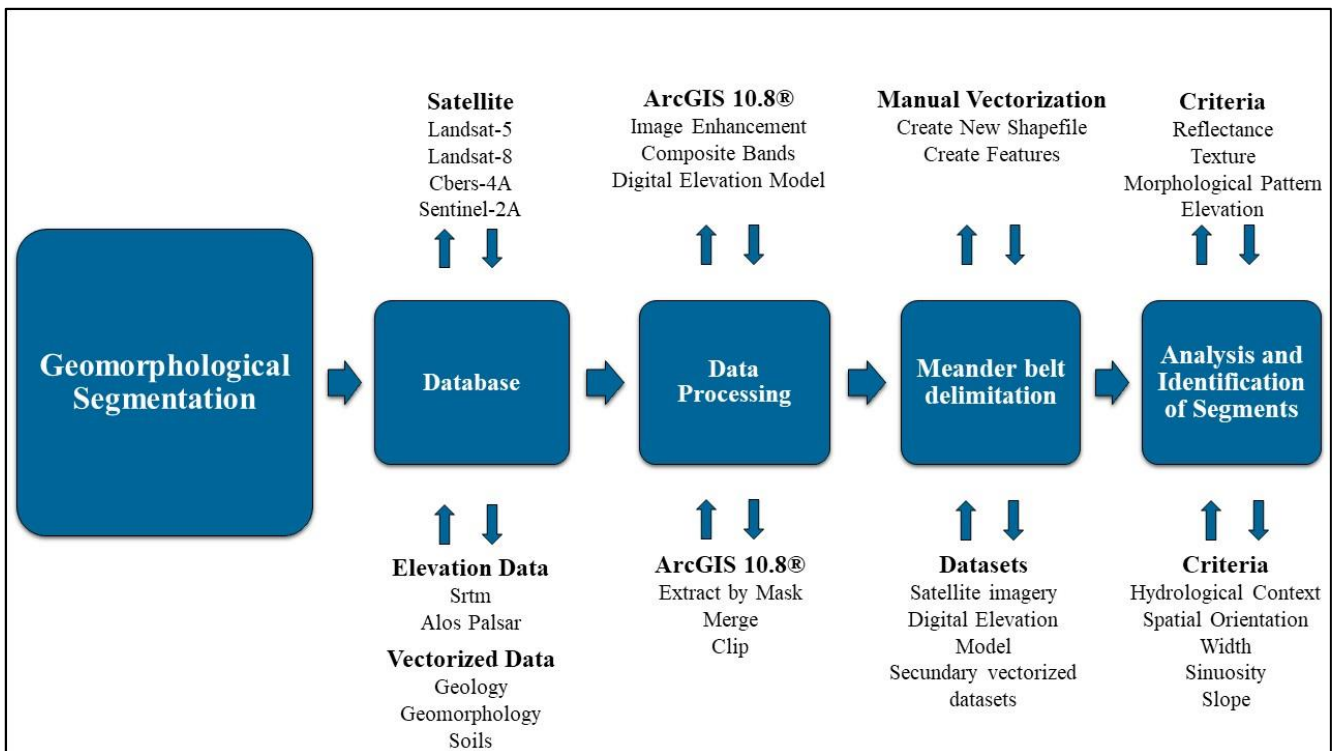 Geomorphological
Segmentation
Satellite
Landsat-5
Landsat-8
Cbers-4A
Sentinel-2A
Database
Elevation Data
Srtm
Alos Palsar
Vectorized Data
Geology
Geomorphology
Soils
ArcGIS 10.8®
Image Enhancement
Composite Bands
Digital Elevation Model
Data
Processing
ArcGIS 10.8®
Extract by Mask
Merge
Clip
Manual Vectorization
Create New Shapefile
Create Features
Meander belt
delimitation
Datasets
Satellite imagery
Digital Elevation
Model
Secundary vectorized
datasets
Criteria
Reflectance
Texture
Morphological Pattern
Elevation
Analysis and
Identification
of Segments
Criteria
Hydrological Context
Spatial Orientation
Width
Sinuosity
Slope